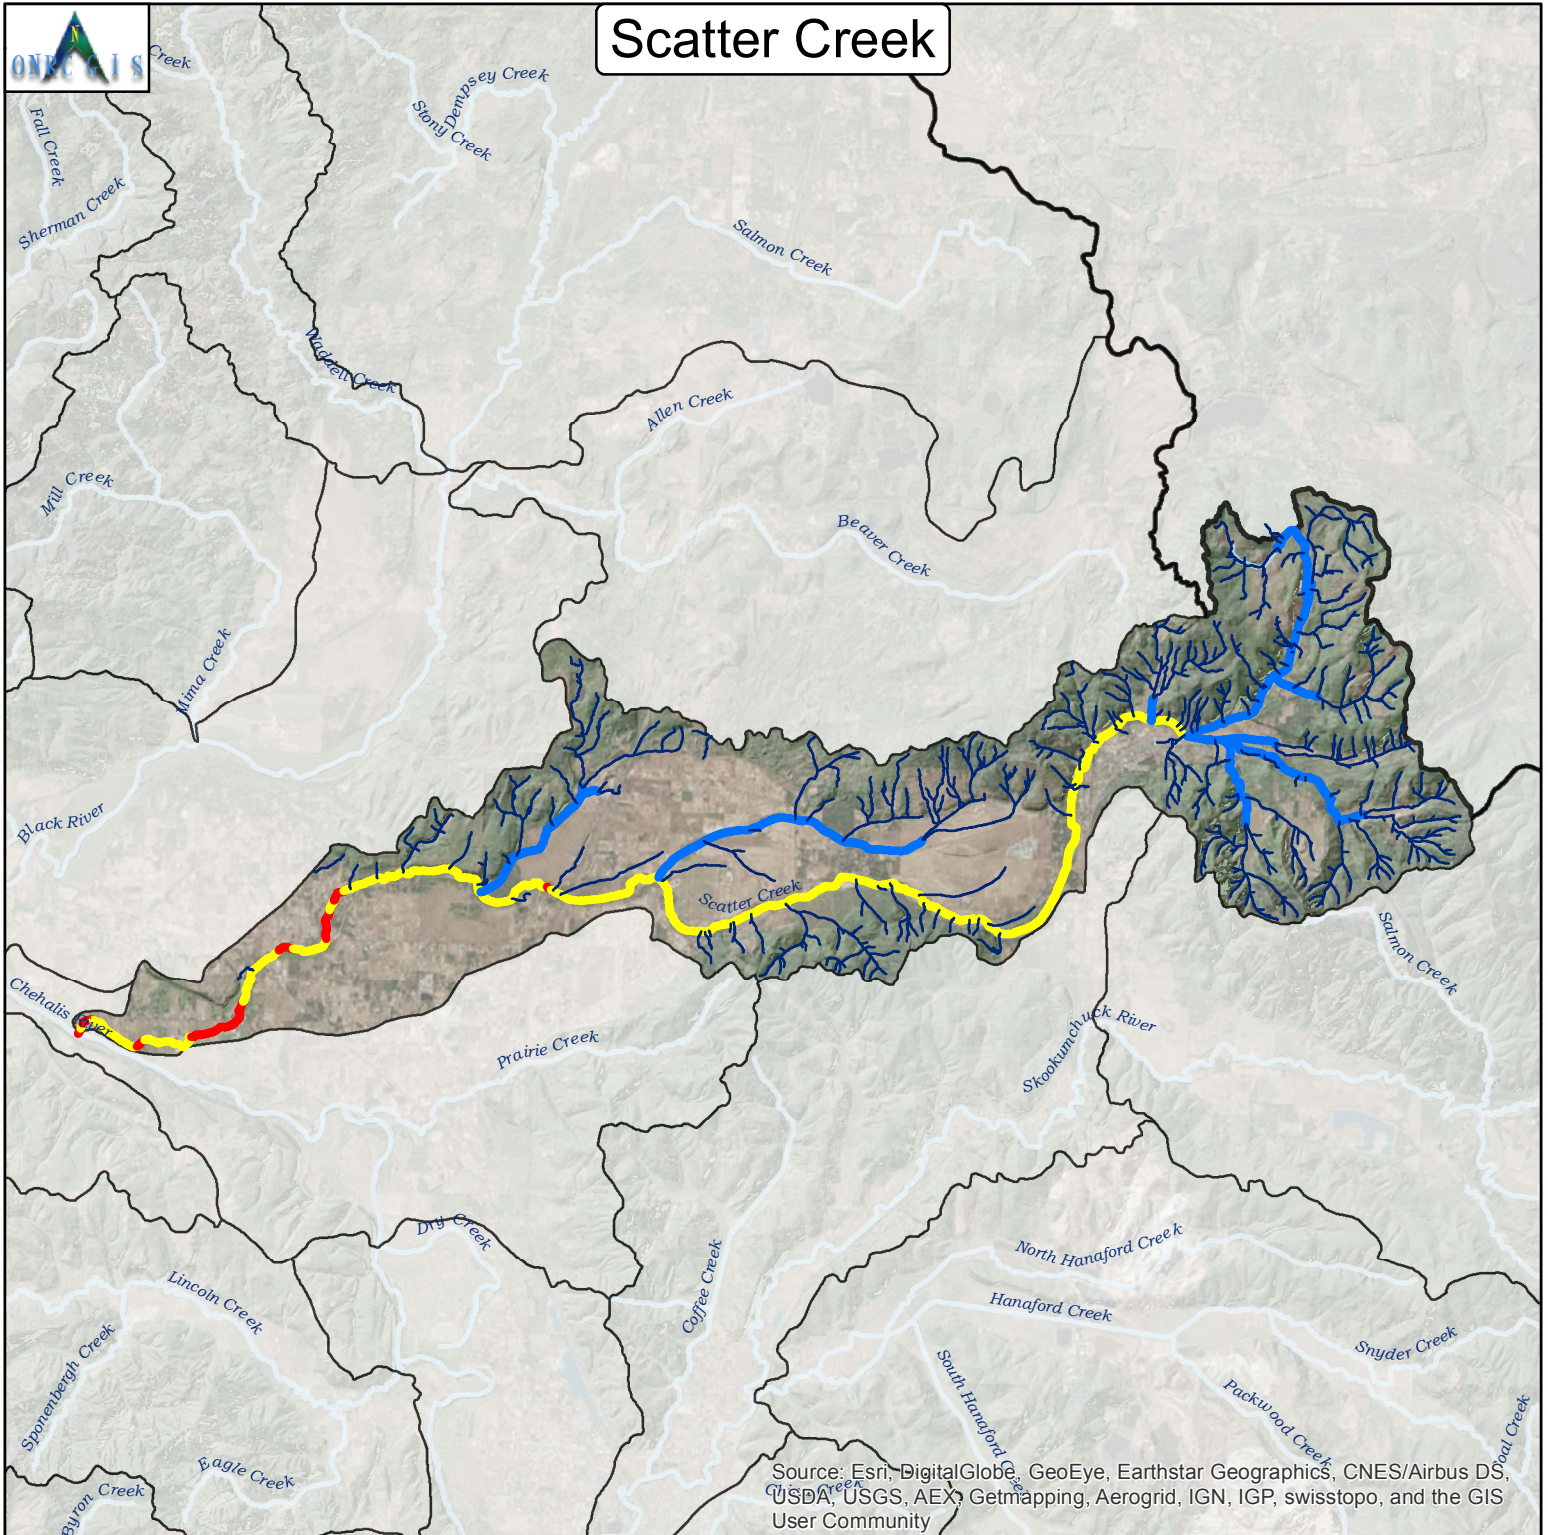 Scatter Creek
N
ONRC GIS
Creek
Dempsey Creek
Stony Creek
Fall Creek
Sherman Creek
Salmon Creek
Waddell Creek
Allen Creek
Mill Creek
Beaver Creek
Mima Creek
Black River
Scatter Creek
Salmon Creek
Chehalis River
Prairie Creek
Skookumchuck River
Dry Creek
North Hanaford Creek
Coffee Creek
Lincoln Creek
Hanaford Creek
Snyder Creek
Sponenbergh Creek
South Hanaford Creek
Packwood Creek
Eagle Creek
Byron Creek
Creek
Source: Esri, DigitalGlobe, GeoEye, Earthstar Geographics, CNES/Airbus DS,
USDA, USGS, AEX, Getmapping, Aerogrid, IGN, IGP, swisstopo, and the GIS
User Community